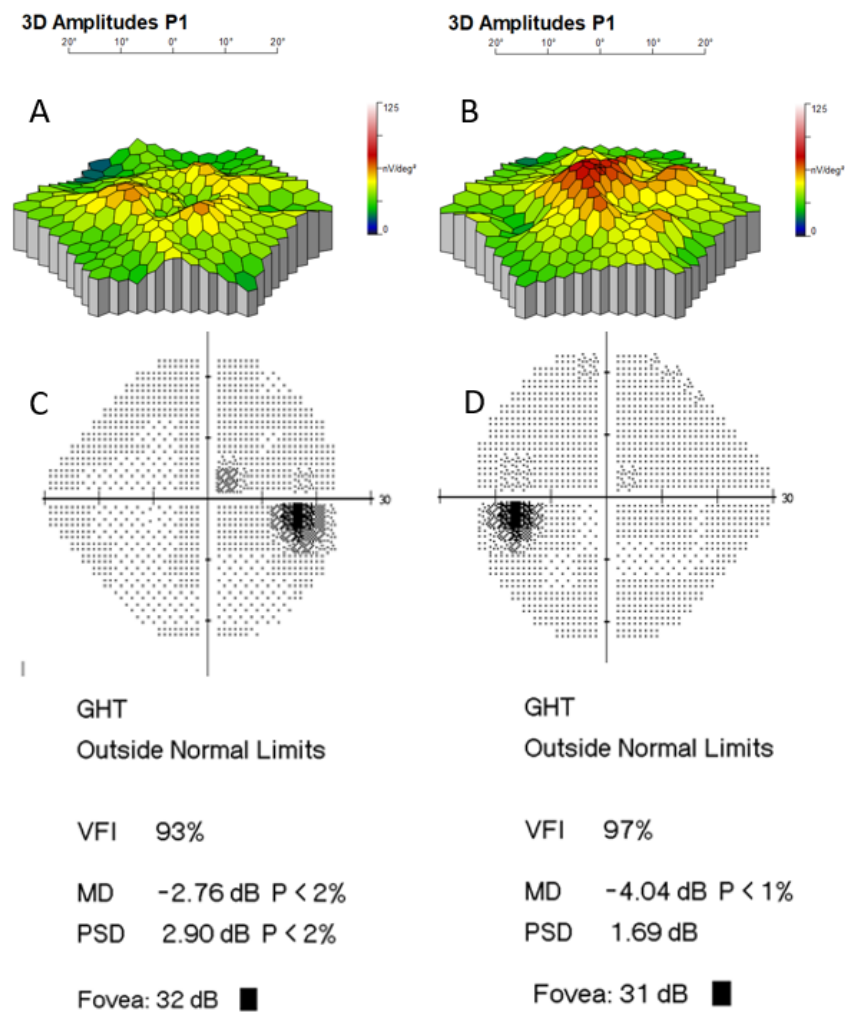 3D Amplitudes P1
20° 10° 0° 10° 20°
A
125
nV/deg²
0
3D Amplitudes P1
20° 10° 0° 10° 20°
B
125
nV/deg²
0
C
30
D
30
GHT
Outside Normal Limits
VFI 93%
MD -2.76 dB P < 2%
PSD 2.90 dB P < 2%
Fovea: 32 dB ■
GHT
Outside Normal Limits
VFI 97%
MD -4.04 dB P < 1%
PSD 1.69 dB
Fovea: 31 dB ■